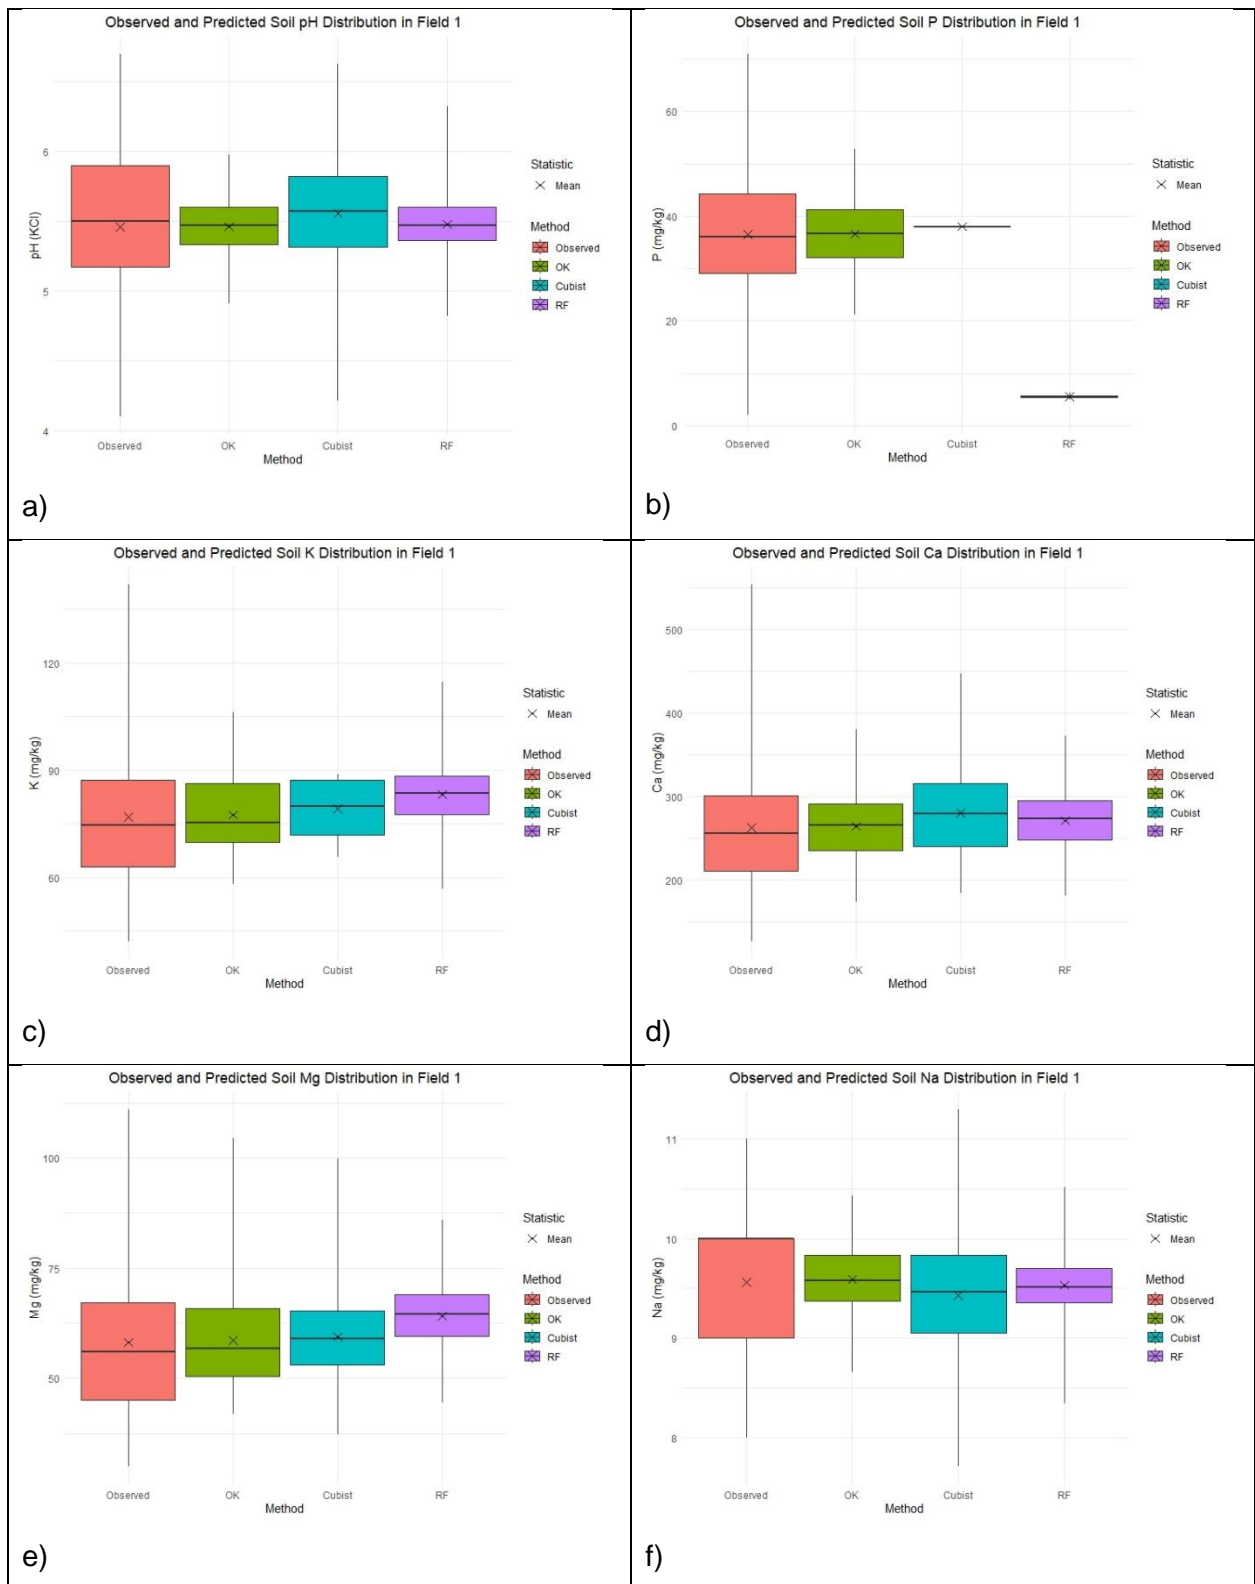 Observed and Predicted Soil pH Distribution in Field 1
pH (KCl)
6
5
4
Observed OK Cubist RF
Method
Statistic
Mean
Method
Observed
OK
Cubist
RF
a)
Observed and Predicted Soil P Distribution in Field 1
P (mg/kg)
60
40
20
0
Observed OK Cubist RF
Method
Statistic
Mean
Method
Observed
OK
Cubist
RF
b)
Observed and Predicted Soil K Distribution in Field 1
K (mg/kg)
120
90
60
Observed OK Cubist RF
Method
Statistic
Mean
Method
Observed
OK
Cubist
RF
c)
Observed and Predicted Soil Ca Distribution in Field 1
Ca (mg/kg)
500
400
300
200
Observed OK Cubist RF
Method
Statistic
Mean
Method
Observed
OK
Cubist
RF
d)
Observed and Predicted Soil Mg Distribution in Field 1
Mg (mg/kg)
100
75
50
Observed OK Cubist RF
Method
Statistic
Mean
Method
Observed
OK
Cubist
RF
e)
Observed and Predicted Soil Na Distribution in Field 1
Na (mg/kg)
11
10
9
8
Observed OK Cubist RF
Method
Statistic
Mean
Method
Observed
OK
Cubist
RF
f)